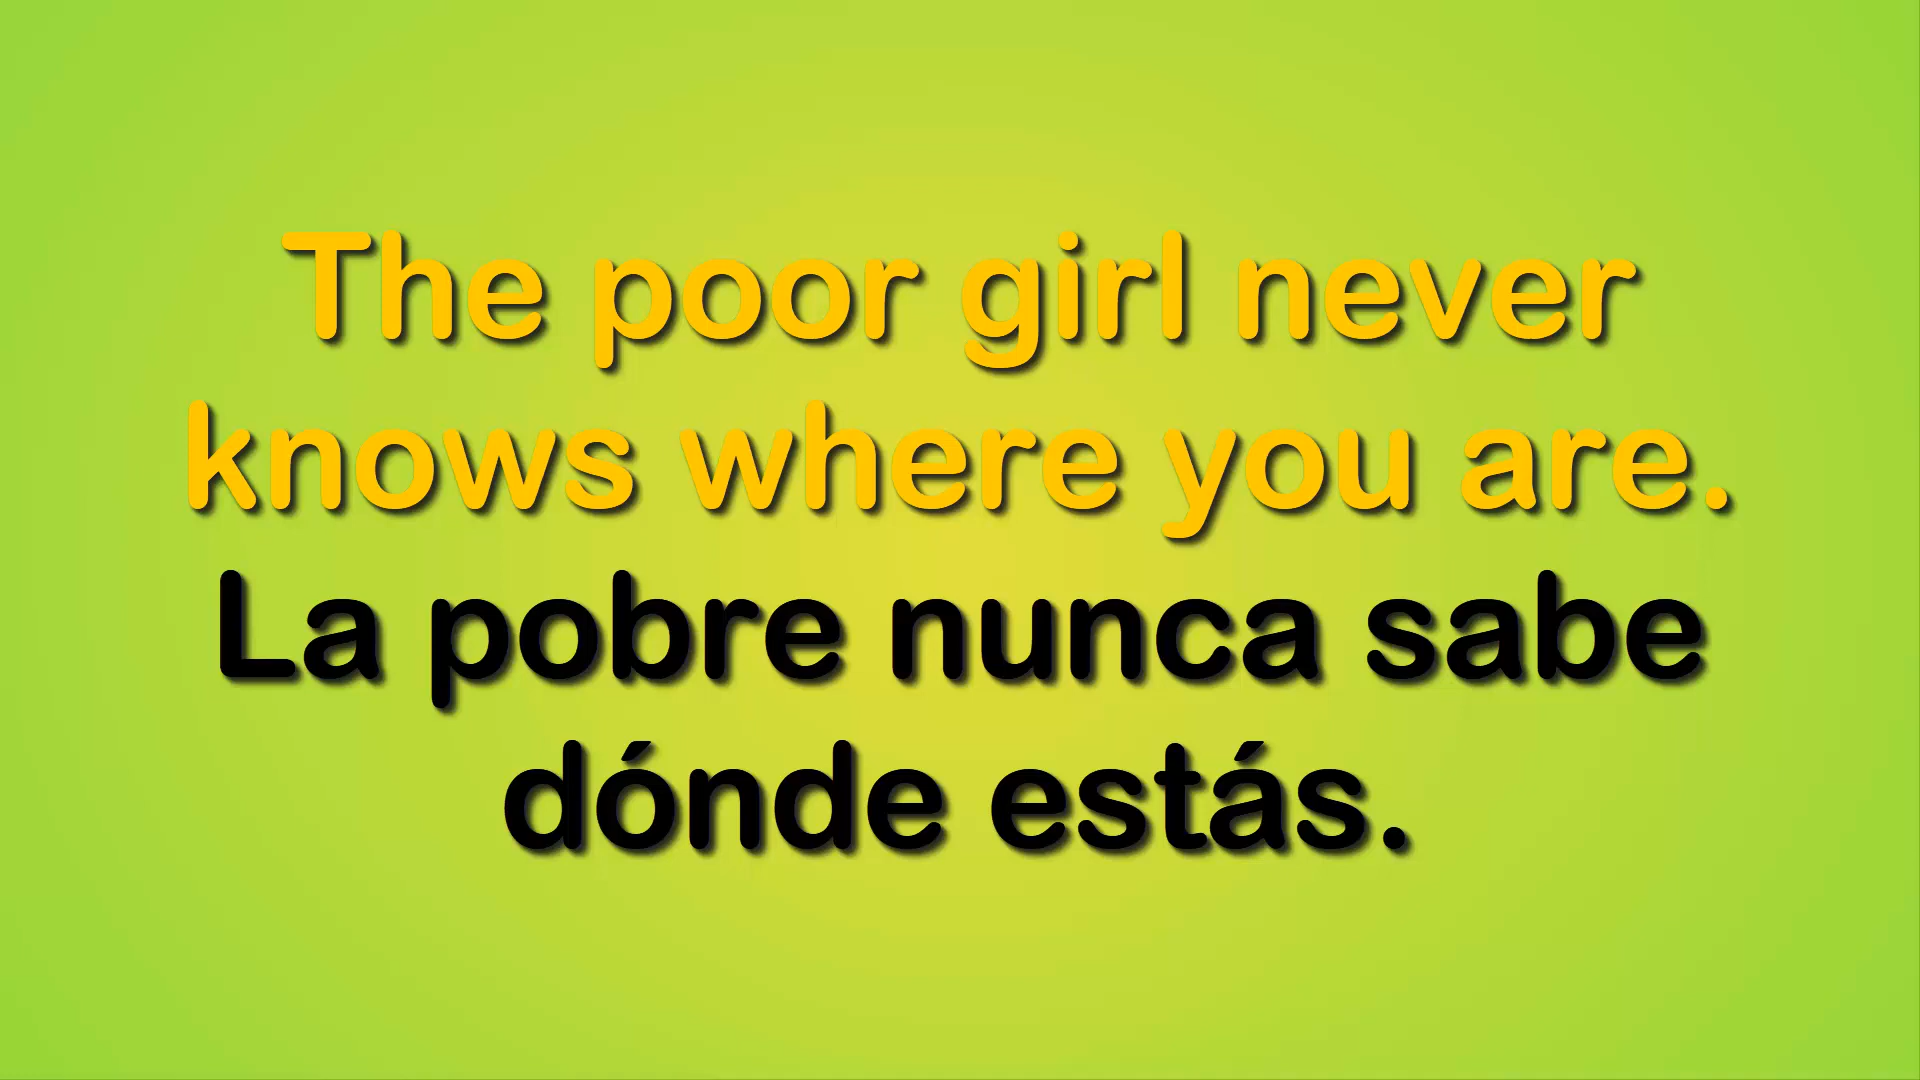 The poor girl never
knows where you are.
La pobre nunca sabe
dónde estás.